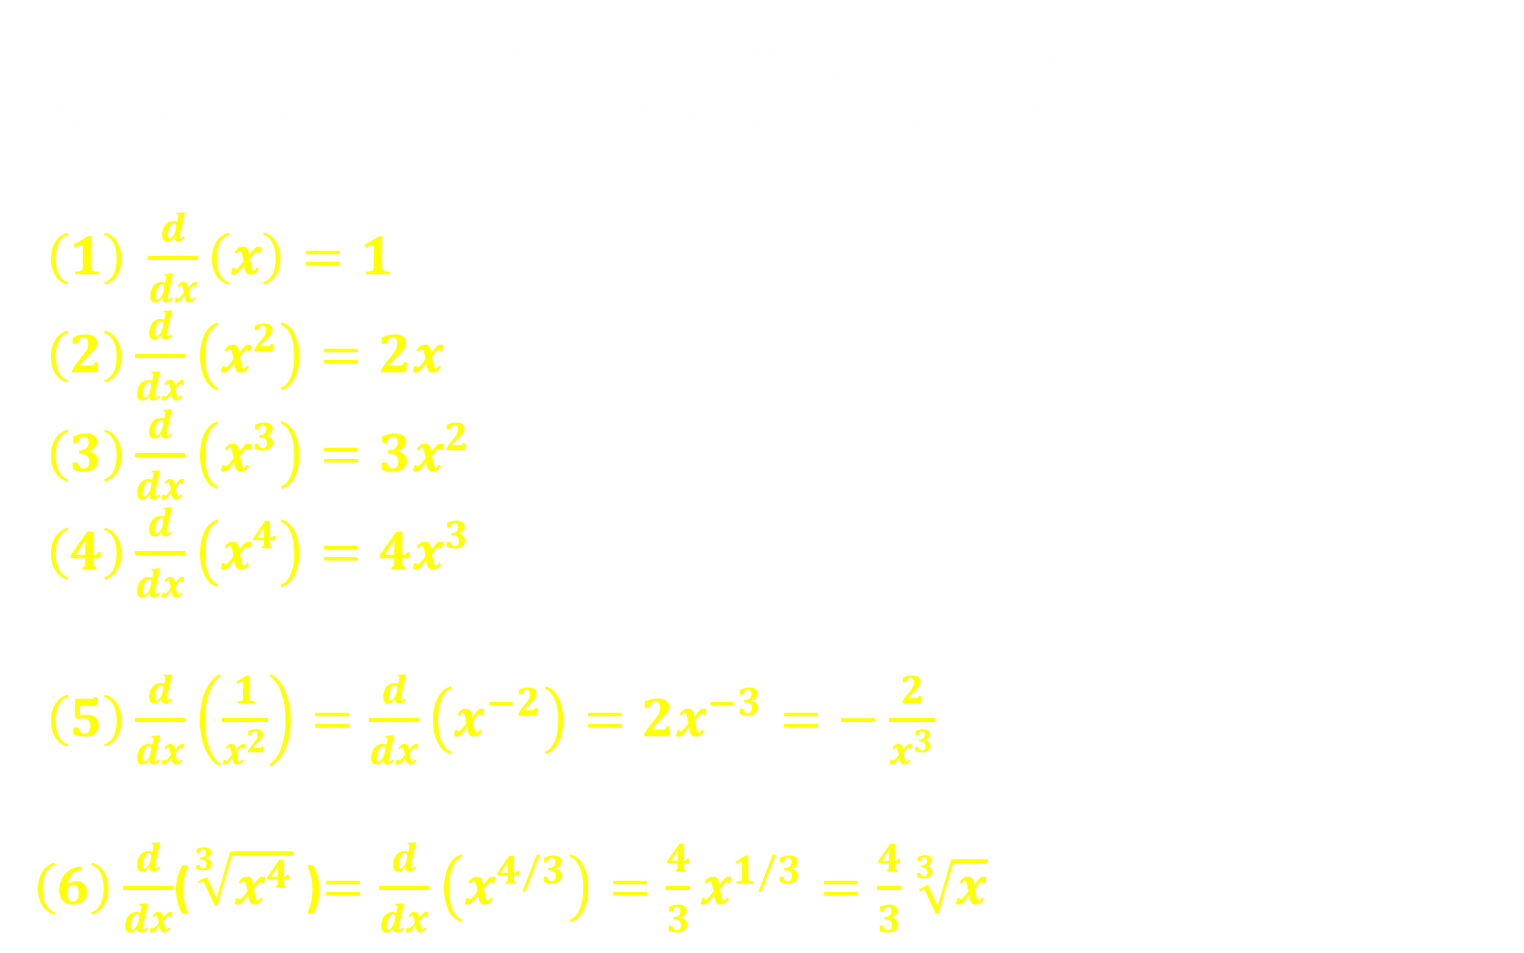 (1) d/dx (x) = 1
(2) d/dx (x²) = 2x
(3) d/dx (x³) = 3x²
(4) d/dx (x⁴) = 4x³
(5) d/dx (1/x²) = d/dx (x⁻²) = 2x⁻³ = − 2/x³
(6) d/dx (∛x⁴ )= d/dx (x^4/3) = 4/3 x^1/3 = 4/3 ∛x